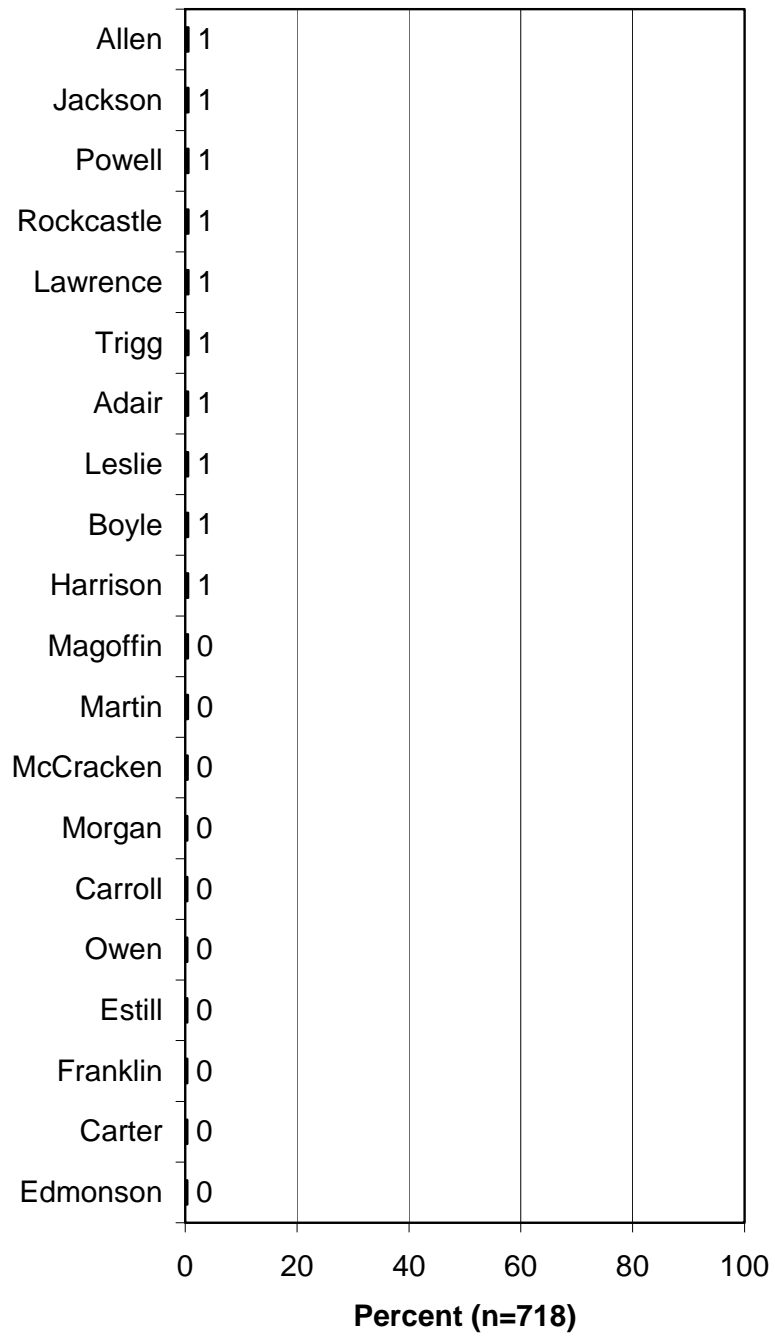 Allen 1
Jackson 1
Powell 1
Rockcastle 1
Lawrence 1
Trigg 1
Adair 1
Leslie 1
Boyle 1
Harrison 1
Magoffin 0
Martin 0
McCracken 0
Morgan 0
Carroll 0
Owen 0
Estill 0
Franklin 0
Carter 0
Edmonson 0
0 20 40 60 80 100
Percent (n=718)